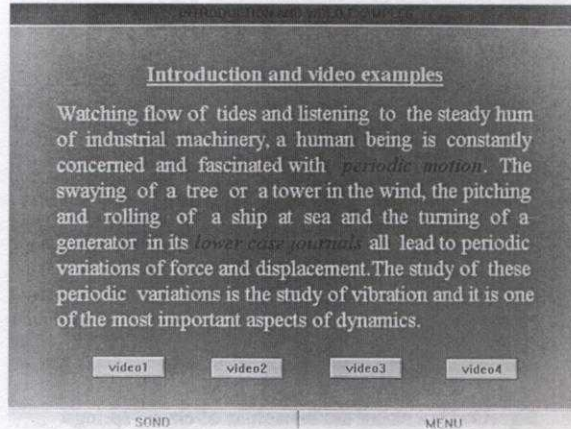 INTRODUCTION AND VIDEO EXAMPLES
Introduction and video examples
Watching flow of tides and listening to the steady hum
of industrial machinery, a human being is constantly
concerned and fascinated with periodic motion. The
swaying of a tree or a tower in the wind, the pitching
and rolling of a ship at sea and the turning of a
generator in its lower case journals all lead to periodic
variations of force and displacement.The study of these
periodic variations is the study of vibration and it is one
of the most important aspects of dynamics.
video1 video2 video3 video4
SOND MENU